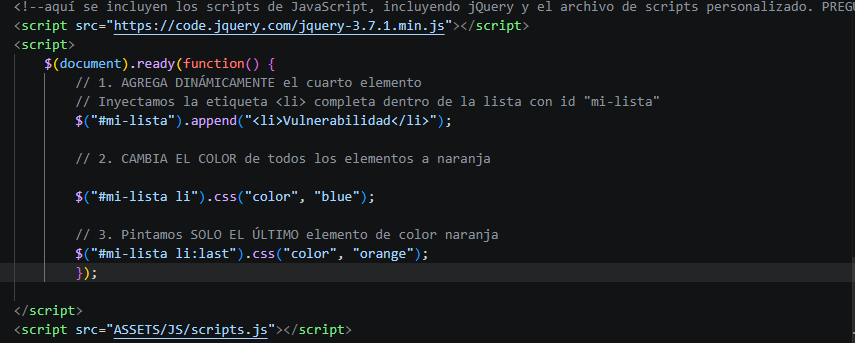 <!--aquí se incluyen los scripts de JavaScript, incluyendo jQuery y el archivo de scripts personalizado.
<script src="https://code.jquery.com/jquery-3.7.1.min.js"></script>
<script>
$(document).ready(function() {
// 1. AGREGA DINÁMICAMENTE el cuarto elemento
// Inyectamos la etiqueta <li> completa dentro de la lista con id "mi-lista"
$("#mi-lista").append("<li>Vulnerabilidad</li>");
// 2. CAMBIA EL COLOR de todos los elementos a naranja
$("#mi-lista li").css("color", "blue");
// 3. Pintamos SOLO EL ÚLTIMO elemento de color naranja
$("#mi-lista li:last").css("color", "orange");
});
</script>
<script src="ASSETS/JS/scripts.js"></script>